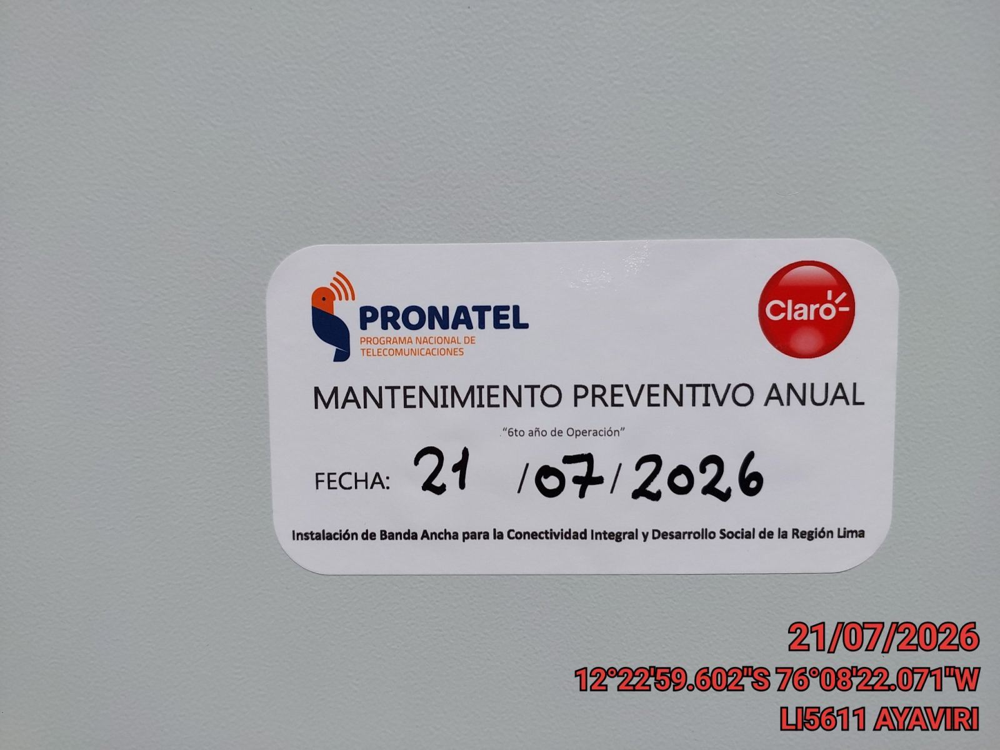 PRONATEL
PROGRAMA NACIONAL DE
TELECOMUNICACIONES
Claro
MANTENIMIENTO PREVENTIVO ANUAL
."6to año de Operación"
FECHA: 21 /07/2026
Instalación de Banda Ancha para la Conectividad Integral y Desarrollo Social de la Región Lima
21/07/2026
12°22'59.602"S 76°08'22.071"W
LI5611 AYAVIRI